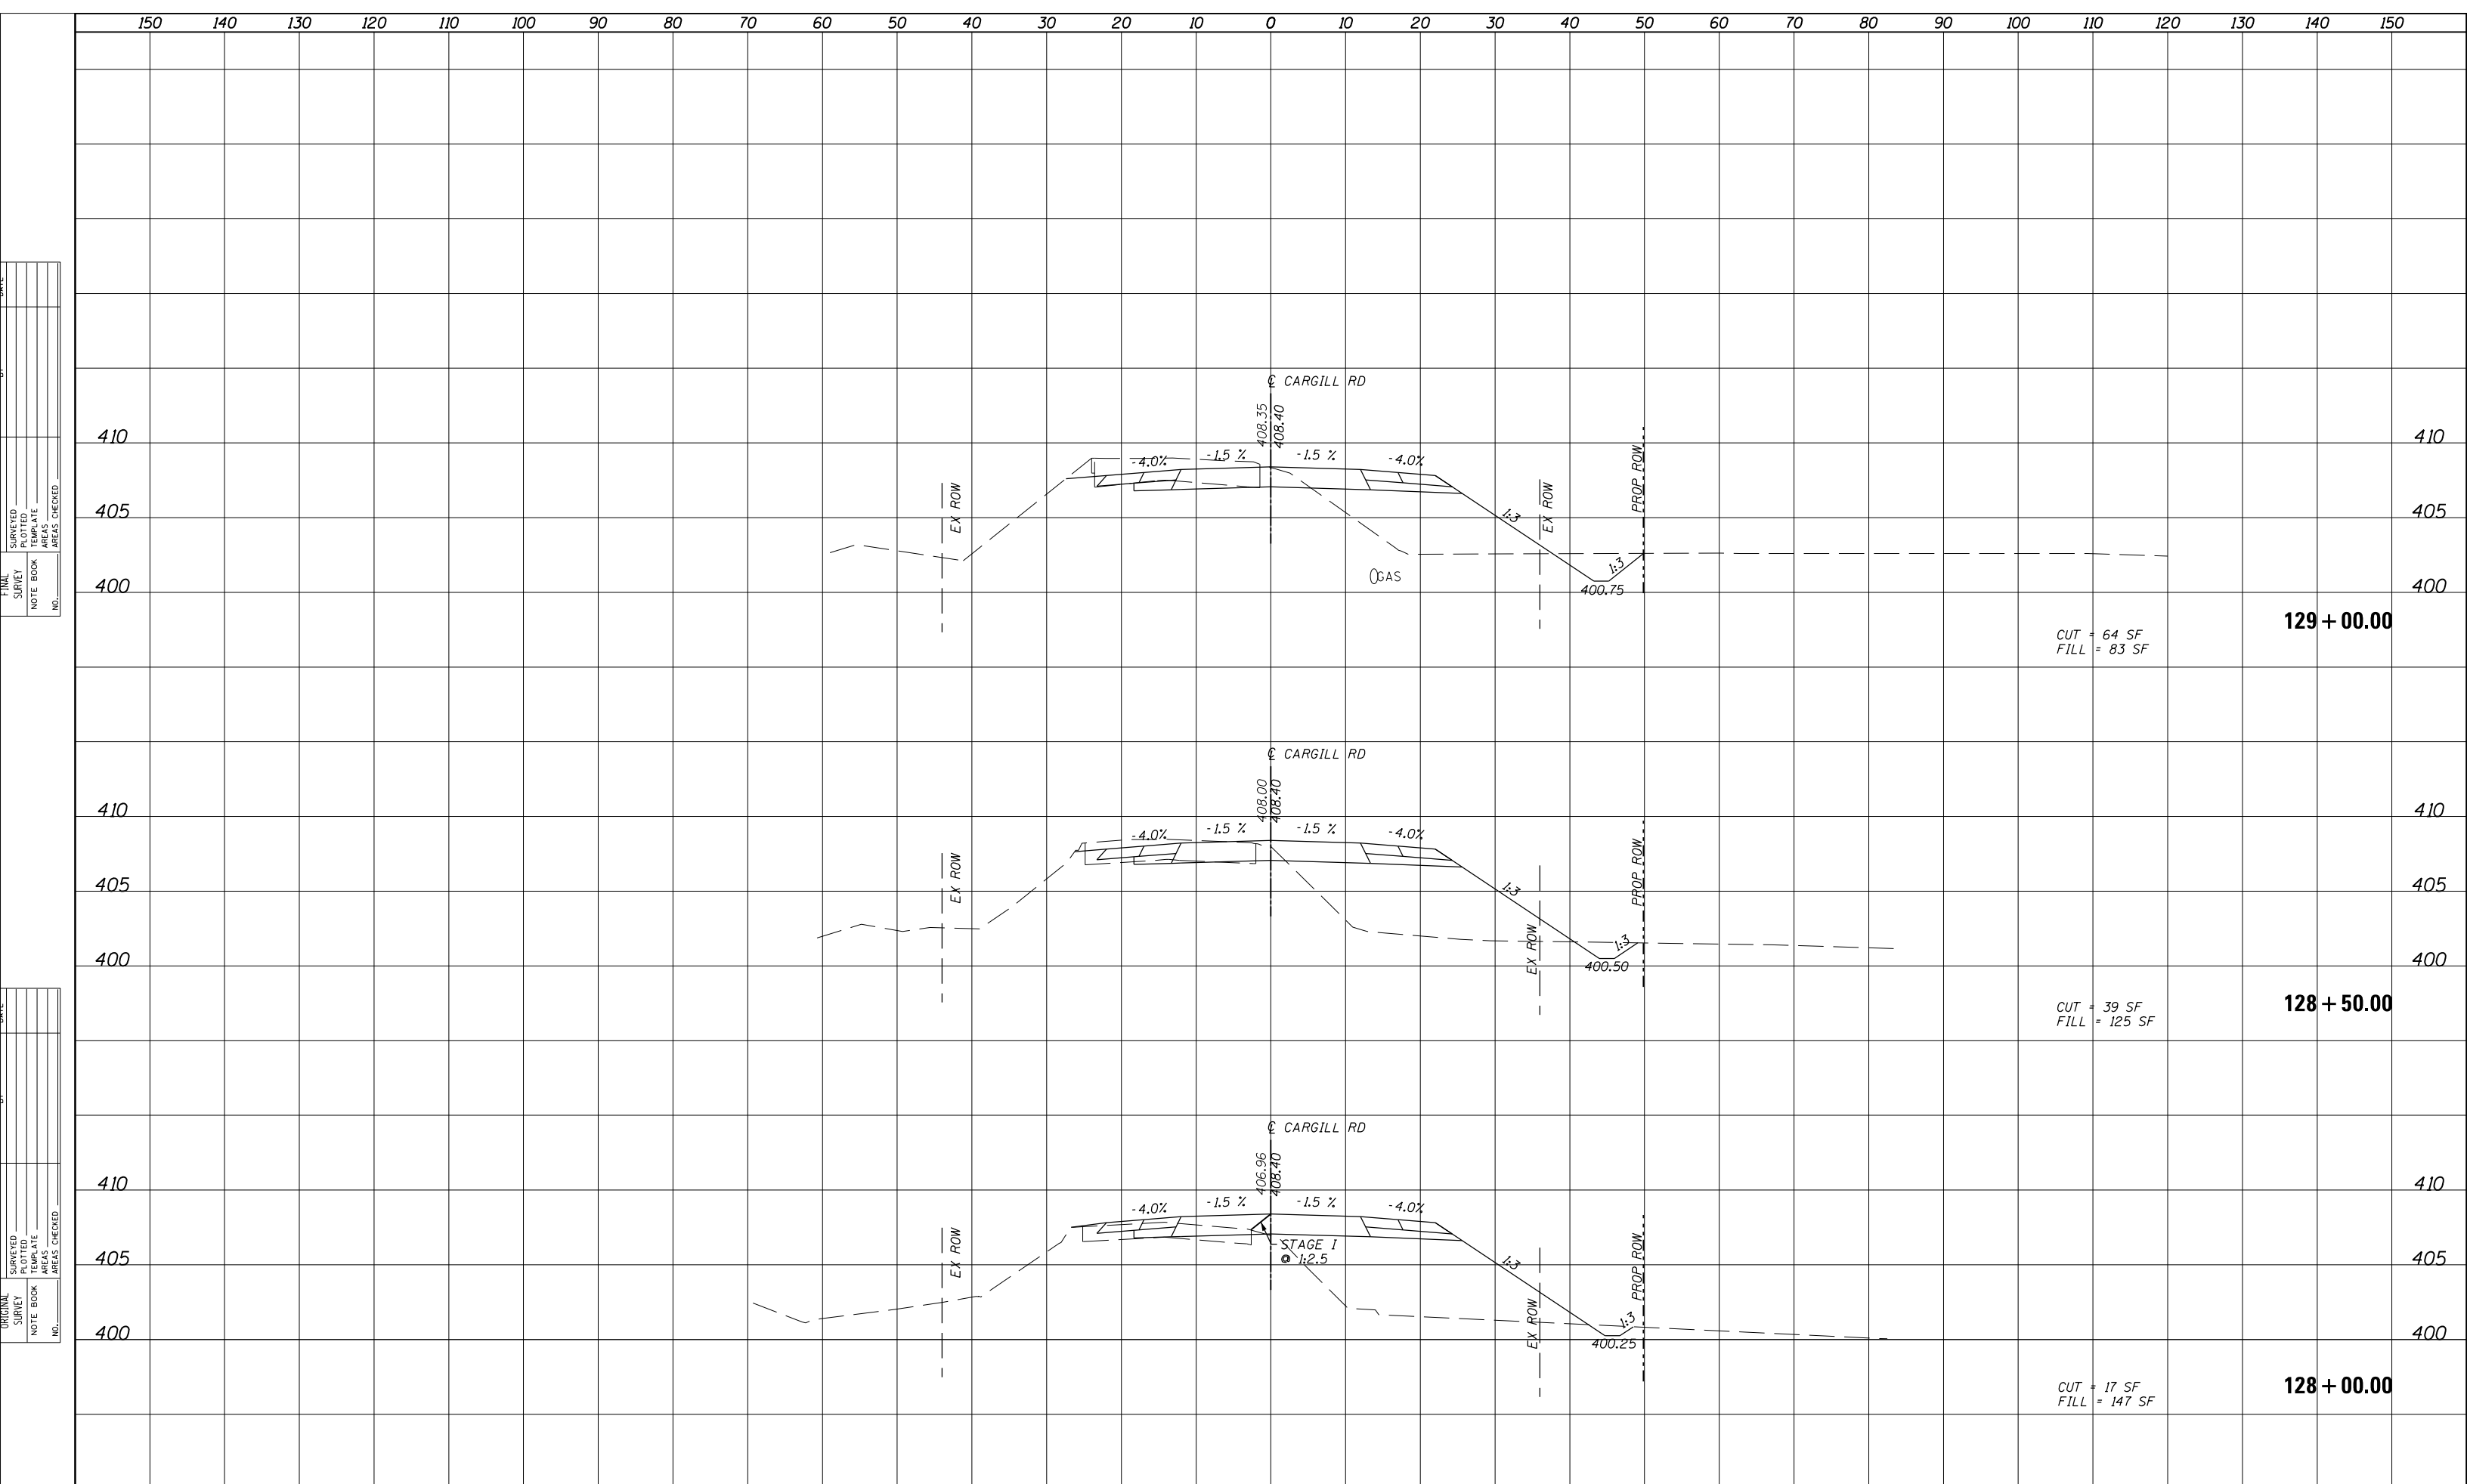 150 140 130 120 110 100 90 80 70 60 50 40 30 20 10 0 10 20 30 40 50 60 70 80 90 100 110 120 130 140 150
℄ CARGILL RD
408.35
408.40
410
-4.0%
-1.5 %
-1.5 %
-4.0%
PROP ROW
410
EX ROW
EX ROW
405
1:3
405
GAS
1:3
400
400.75
400
129+00.00
CUT = 64 SF
FILL = 83 SF
℄ CARGILL RD
408.00
408.40
410
-4.0%
-1.5 %
-1.5 %
-4.0%
PROP ROW
410
EX ROW
405
1:3
405
EX ROW
1:3
400
400.50
400
128+50.00
CUT = 39 SF
FILL = 125 SF
℄ CARGILL RD
406.96
408.40
410
-4.0%
-1.5 %
-1.5 %
-4.0%
410
EX ROW
STAGE I
@ 1:2.5
PROP ROW
405
1:3
405
EX ROW
1:3
400
400.25
400
128+00.00
CUT = 17 SF
FILL = 147 SF
FINAL
SURVEY
NOTE BOOK
NO.
SURVEYED
PLOTTED
TEMPLATE
AREAS
AREAS CHECKED
ORIGINAL
SURVEY
NOTE BOOK
NO.
SURVEYED
PLOTTED
TEMPLATE
AREAS
AREAS CHECKED